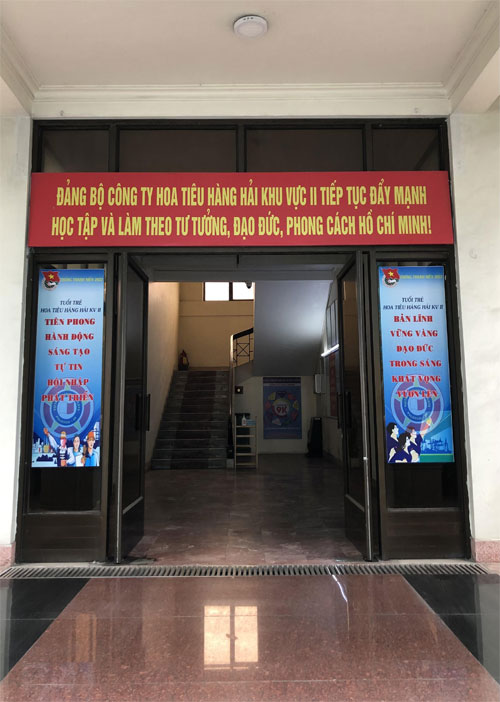 ĐẢNG BỘ CÔNG TY HOA TIÊU HÀNG HẢI KHU VỰC II TIẾP TỤC ĐẨY MẠNH
HỌC TẬP VÀ LÀM THEO TƯ TƯỞNG, ĐẠO ĐỨC, PHONG CÁCH HỒ CHÍ MINH!
TUỔI TRẺ
HOA TIÊU HÀNG HẢI KV II
TIÊN PHONG
HÀNH ĐỘNG
SÁNG TẠO
TỰ TIN
HỘI NHẬP
PHÁT TRIỂN
TUỔI TRẺ
HOA TIÊU HÀNG HẢI KV II
BẢN LĨNH
VỮNG VÀNG
ĐẠO ĐỨC
TRONG SÁNG
KHÁT VỌNG
VƯƠN LÊN